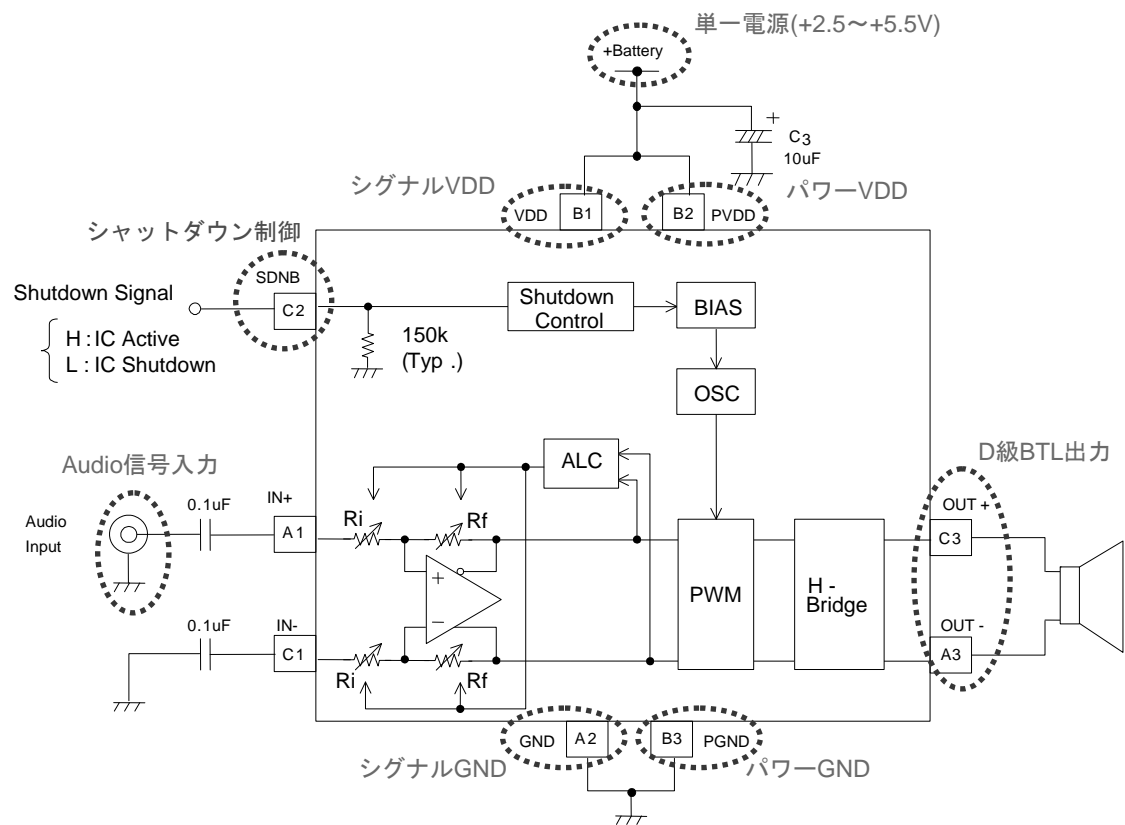 単一電源(+2.5～+5.5V)
+Battery
+
C3
10uF
シグナルVDD
パワーVDD
VDD
B1
B2
PVDD
シャットダウン制御
SDNB
Shutdown Signal
C2
H : IC Active
L : IC Shutdown
150k
(Typ .)
Shutdown
Control
BIAS
OSC
ALC
D級BTL出力
Audio信号入力
0.1uF
IN+
Audio
Input
A1
Ri
Rf
+
−
PWM
H -
Bridge
OUT +
C3
OUT -
A3
0.1uF
IN-
C1
Ri
Rf
GND
A2
B3
PGND
シグナルGND
パワーGND